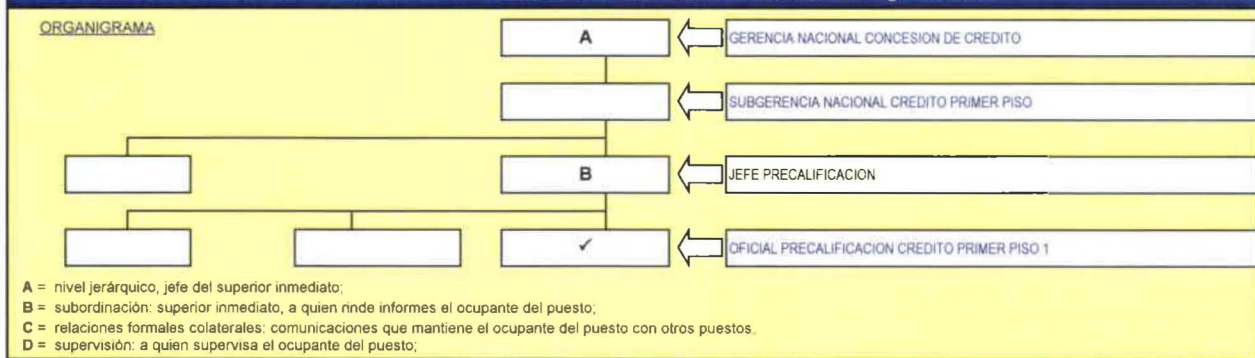 ORGANIGRAMA
A
GERENCIA NACIONAL CONCESION DE CREDITO
SUBGERENCIA NACIONAL CREDITO PRIMER PISO
B
JEFE PRECALIFICACION
✓
OFICIAL PRECALIFICACION CREDITO PRIMER PISO 1
A = nivel jerárquico, jefe del superior inmediato;
B = subordinación: superior inmediato, a quien rinde informes el ocupante del puesto;
C = relaciones formales colaterales: comunicaciones que mantiene el ocupante del puesto con otros puestos.
D = supervisión: a quien supervisa el ocupante del puesto;